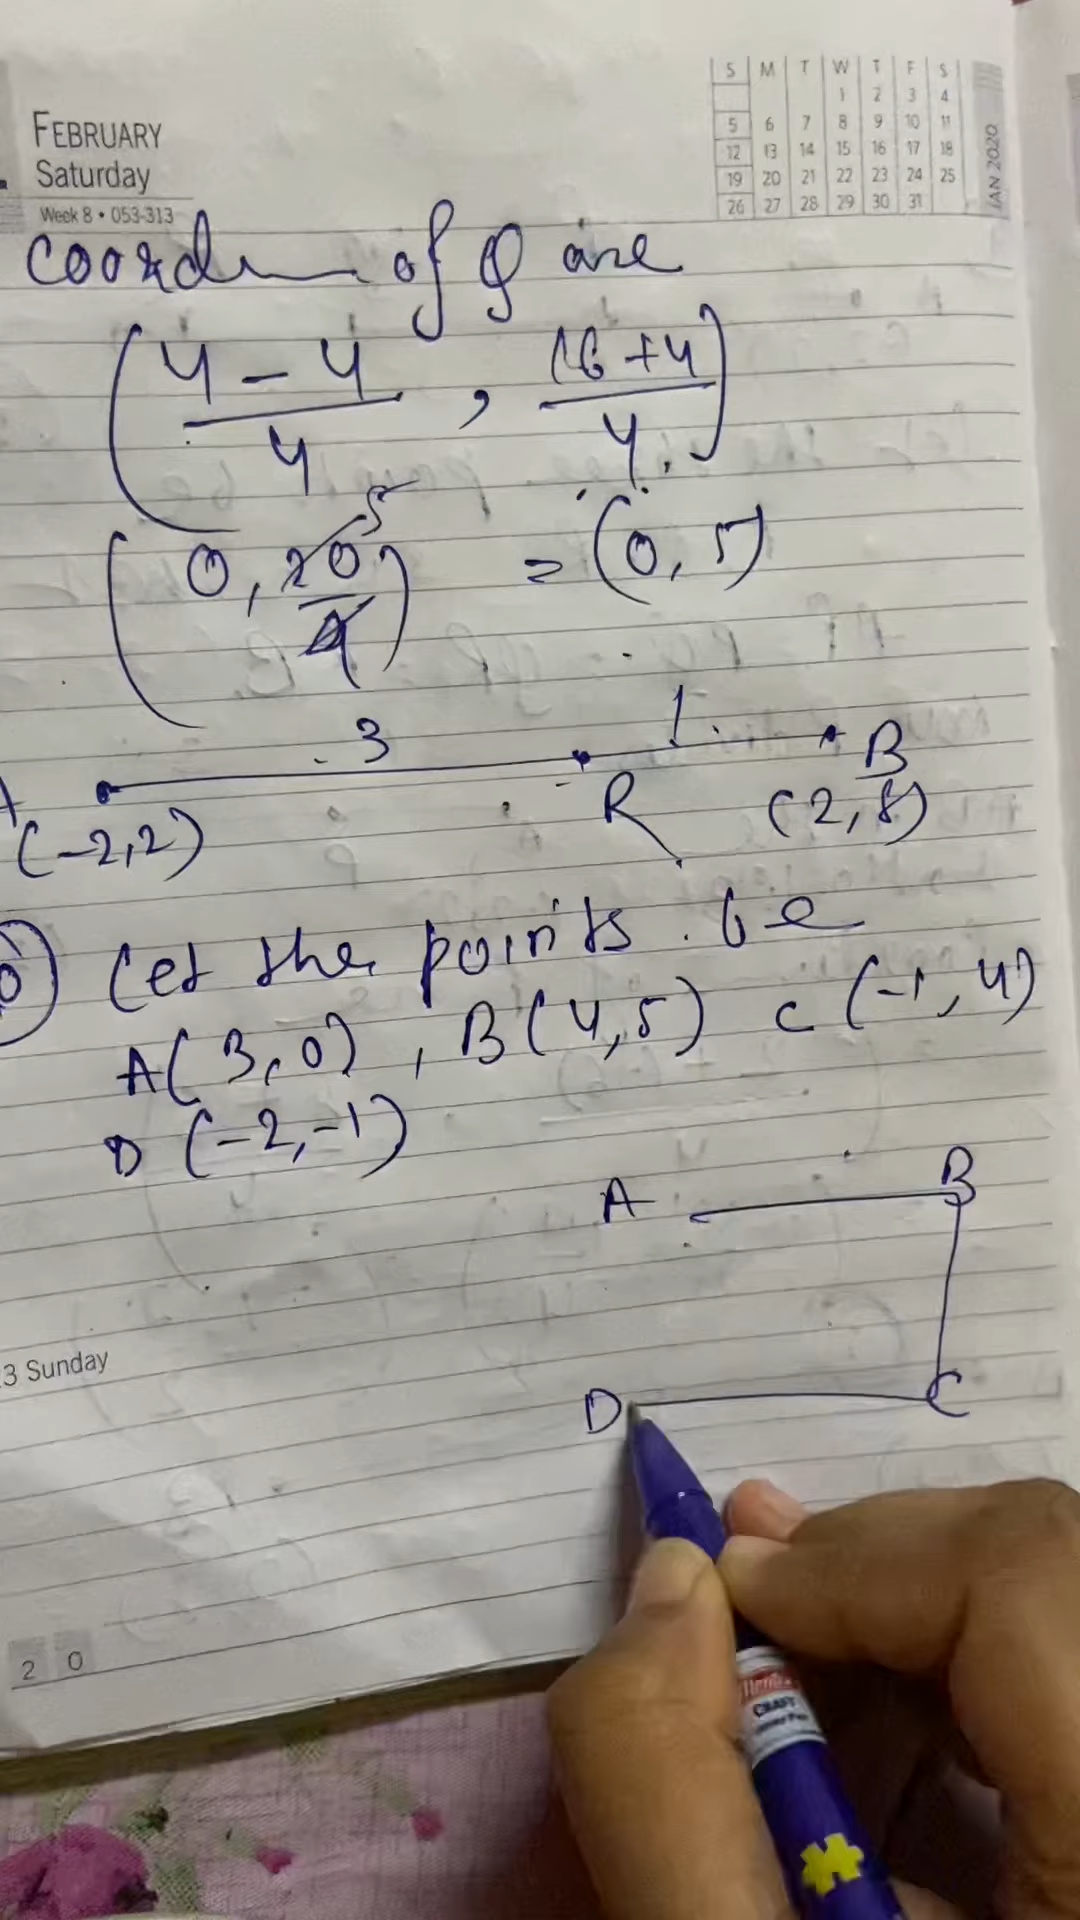 FEBRUARY
Saturday
Week 8 • 053-313
S M T W T F S
1 2 3 4
5 6 7 8 9 10 11
12 13 14 15 16 17 18
19 20 21 22 23 24 25
26 27 28 29 30 31
JAN 2020
of Q are
( 4 - 4 / 4 , 16 + 4 / 4 )
( 0, 20 / 4 ) 5 = (0, 5)
3 1
A R B
(-2,2) (2,8)
Let the points be
A(3,0), B(4,5) C(-1,4)
D(-2,-1)
A B
D C
3 Sunday
2 0
CRAFT